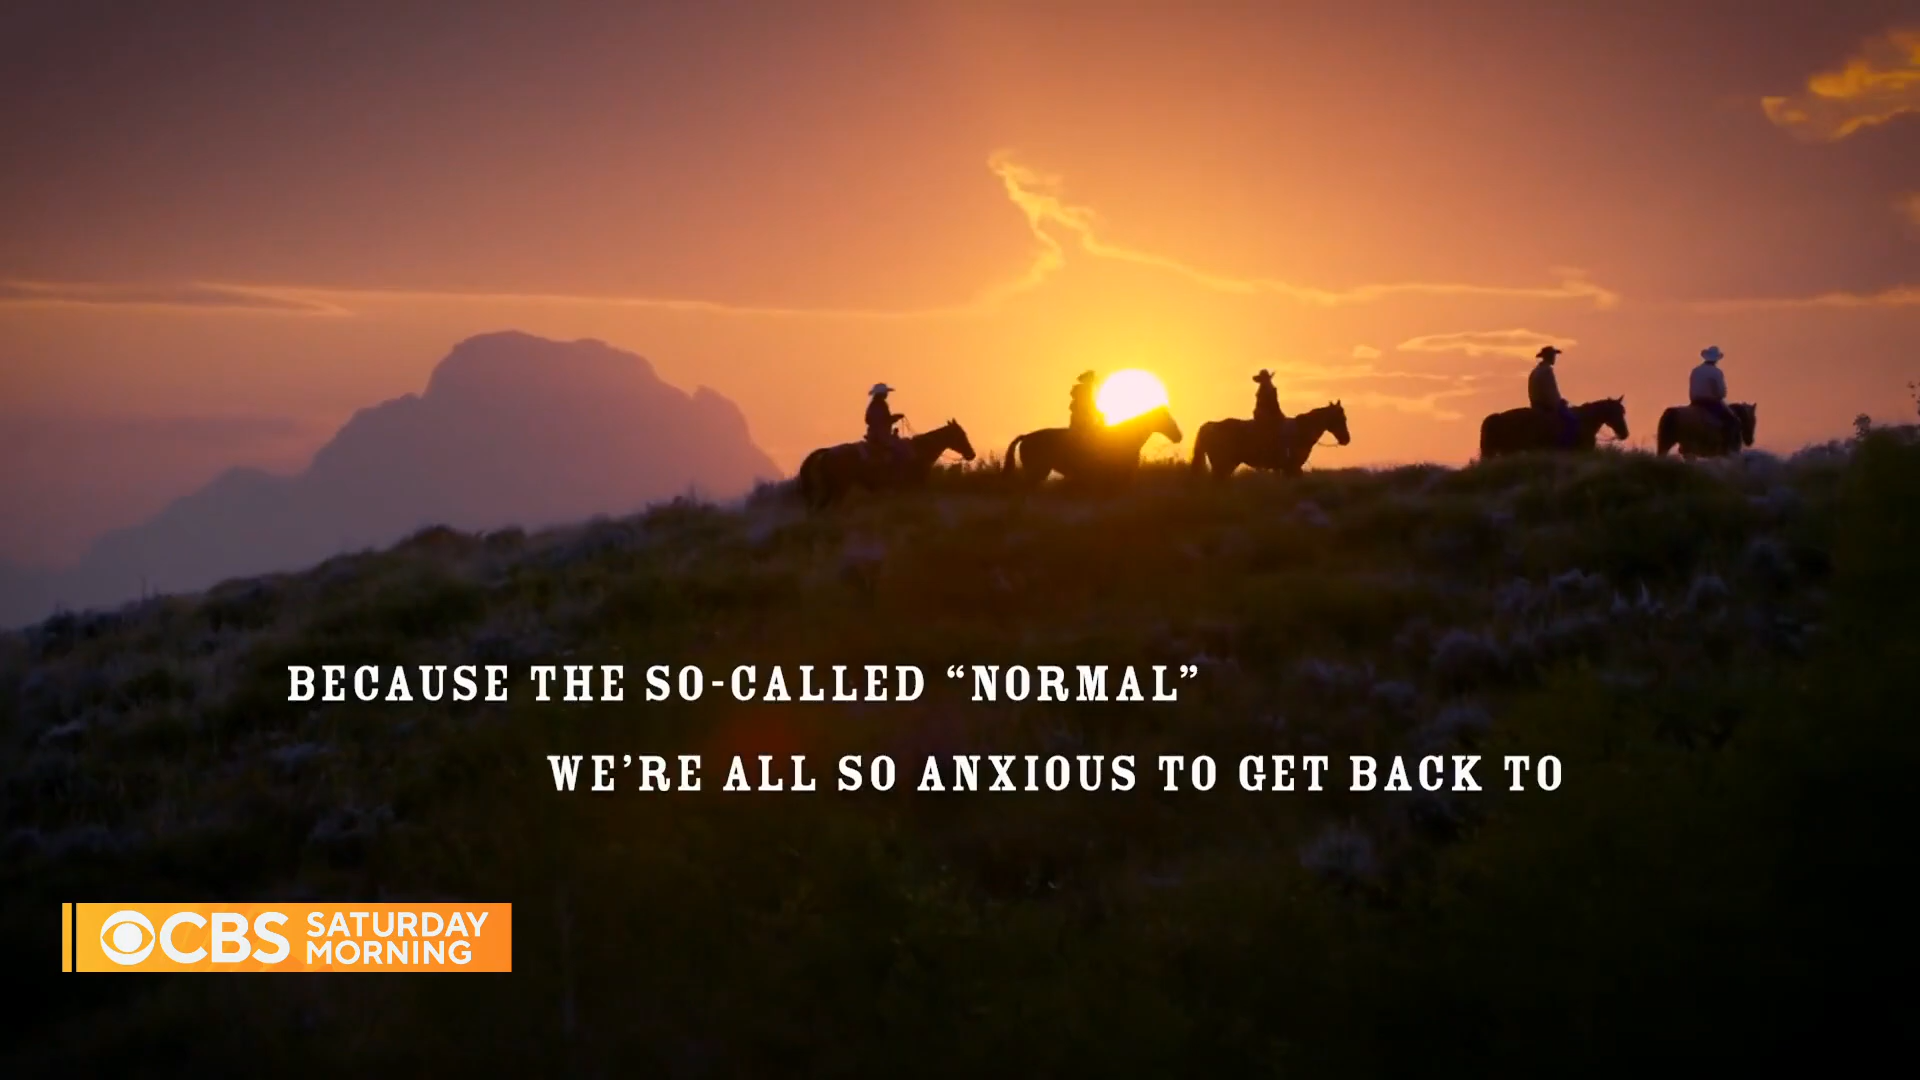 BECAUSE THE SO-CALLED “NORMAL”
WE’RE ALL SO ANXIOUS TO GET BACK TO
CBS SATURDAY MORNING